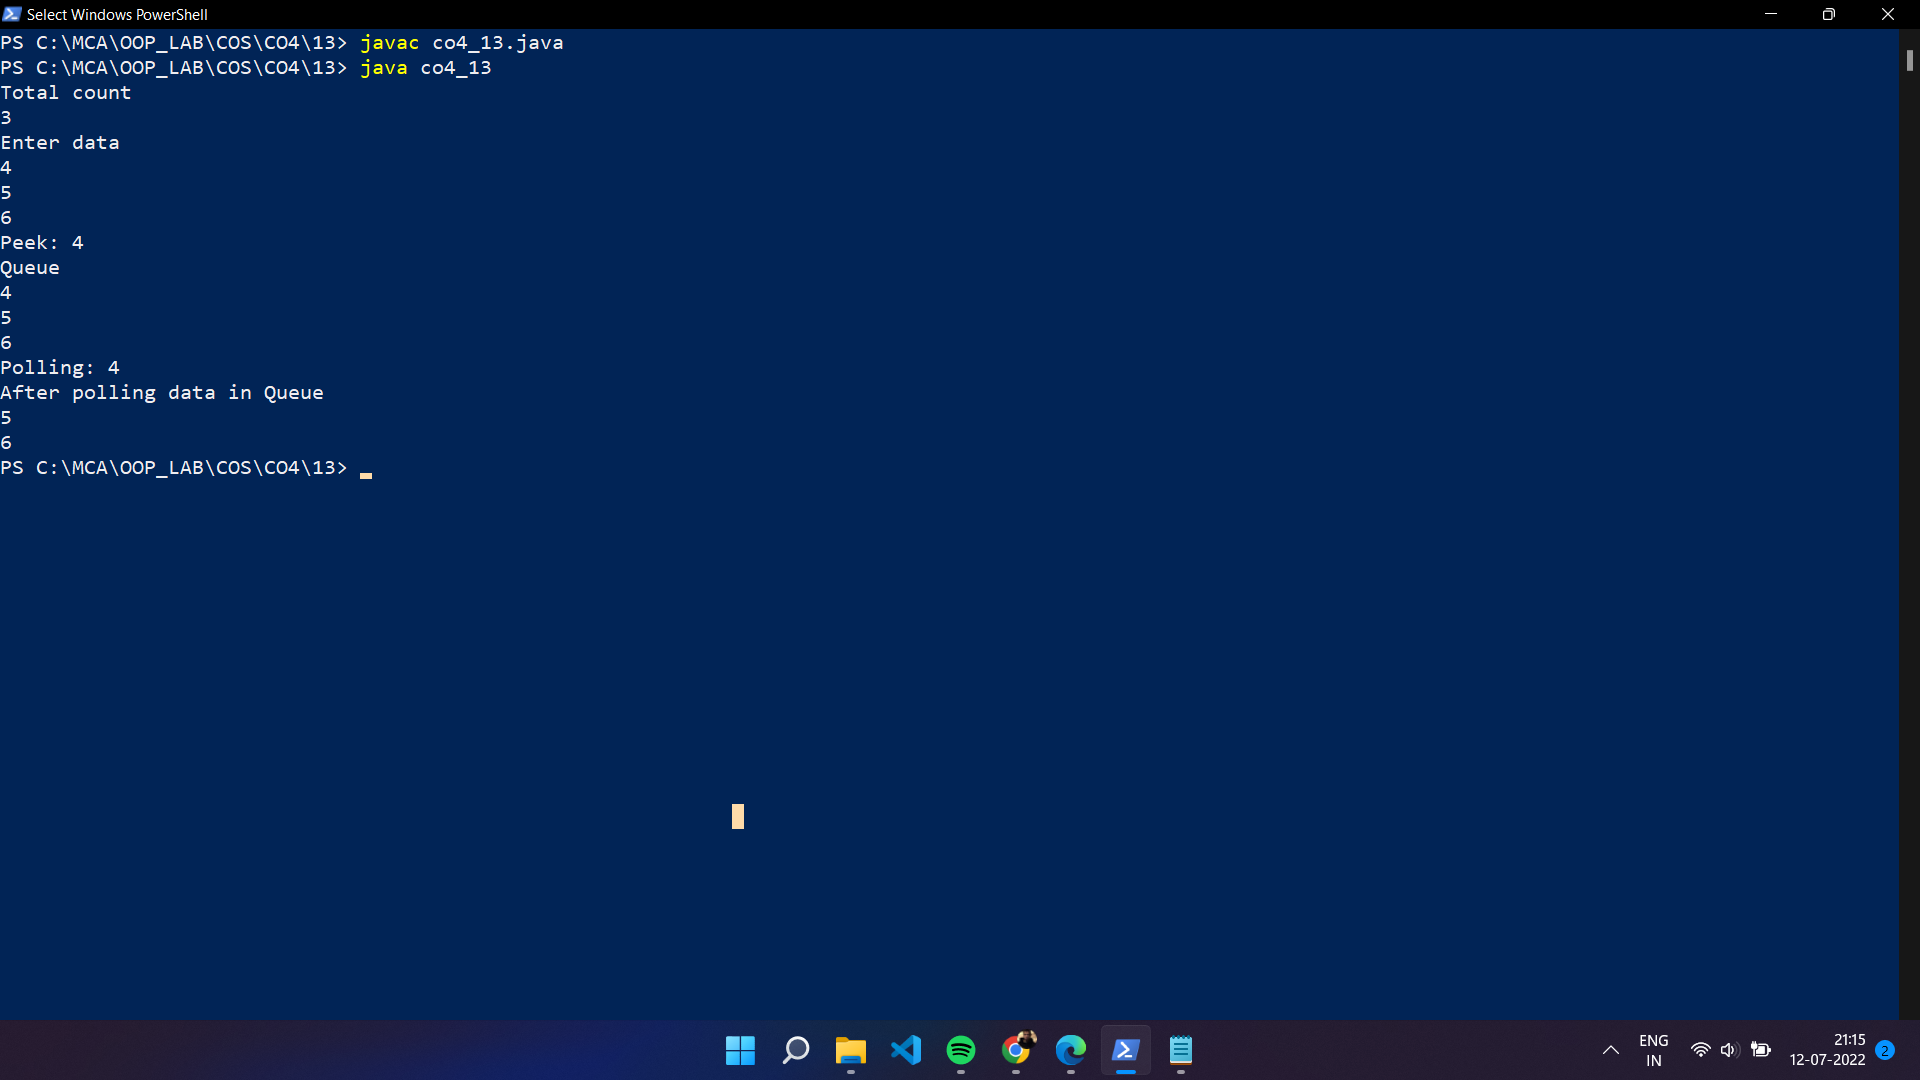 Select Windows PowerShell
PS C:\MCA\OOP_LAB\COS\CO4\13> javac co4_13.java
PS C:\MCA\OOP_LAB\COS\CO4\13> java co4_13
Total count
3
Enter data
4
5
6
Peek: 4
Queue
4
5
6
Polling: 4
After polling data in Queue
5
6
PS C:\MCA\OOP_LAB\COS\CO4\13>
ENG
IN
21:15
12-07-2022
2